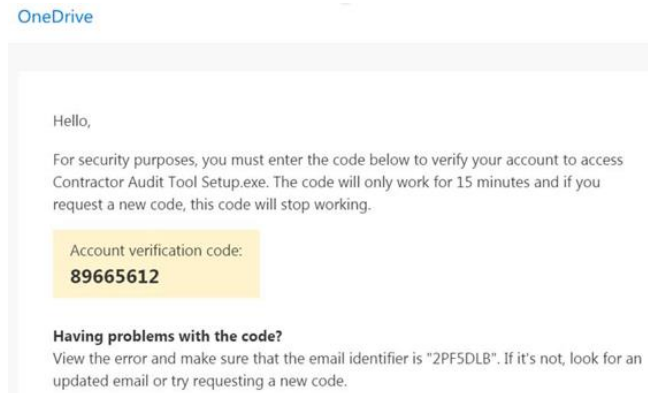 OneDrive
Hello,
For security purposes, you must enter the code below to verify your account to access
Contractor Audit Tool Setup.exe. The code will only work for 15 minutes and if you
request a new code, this code will stop working.
Account verification code:
89665612
Having problems with the code?
View the error and make sure that the email identifier is "2PF5DLB". If it's not, look for an
updated email or try requesting a new code.